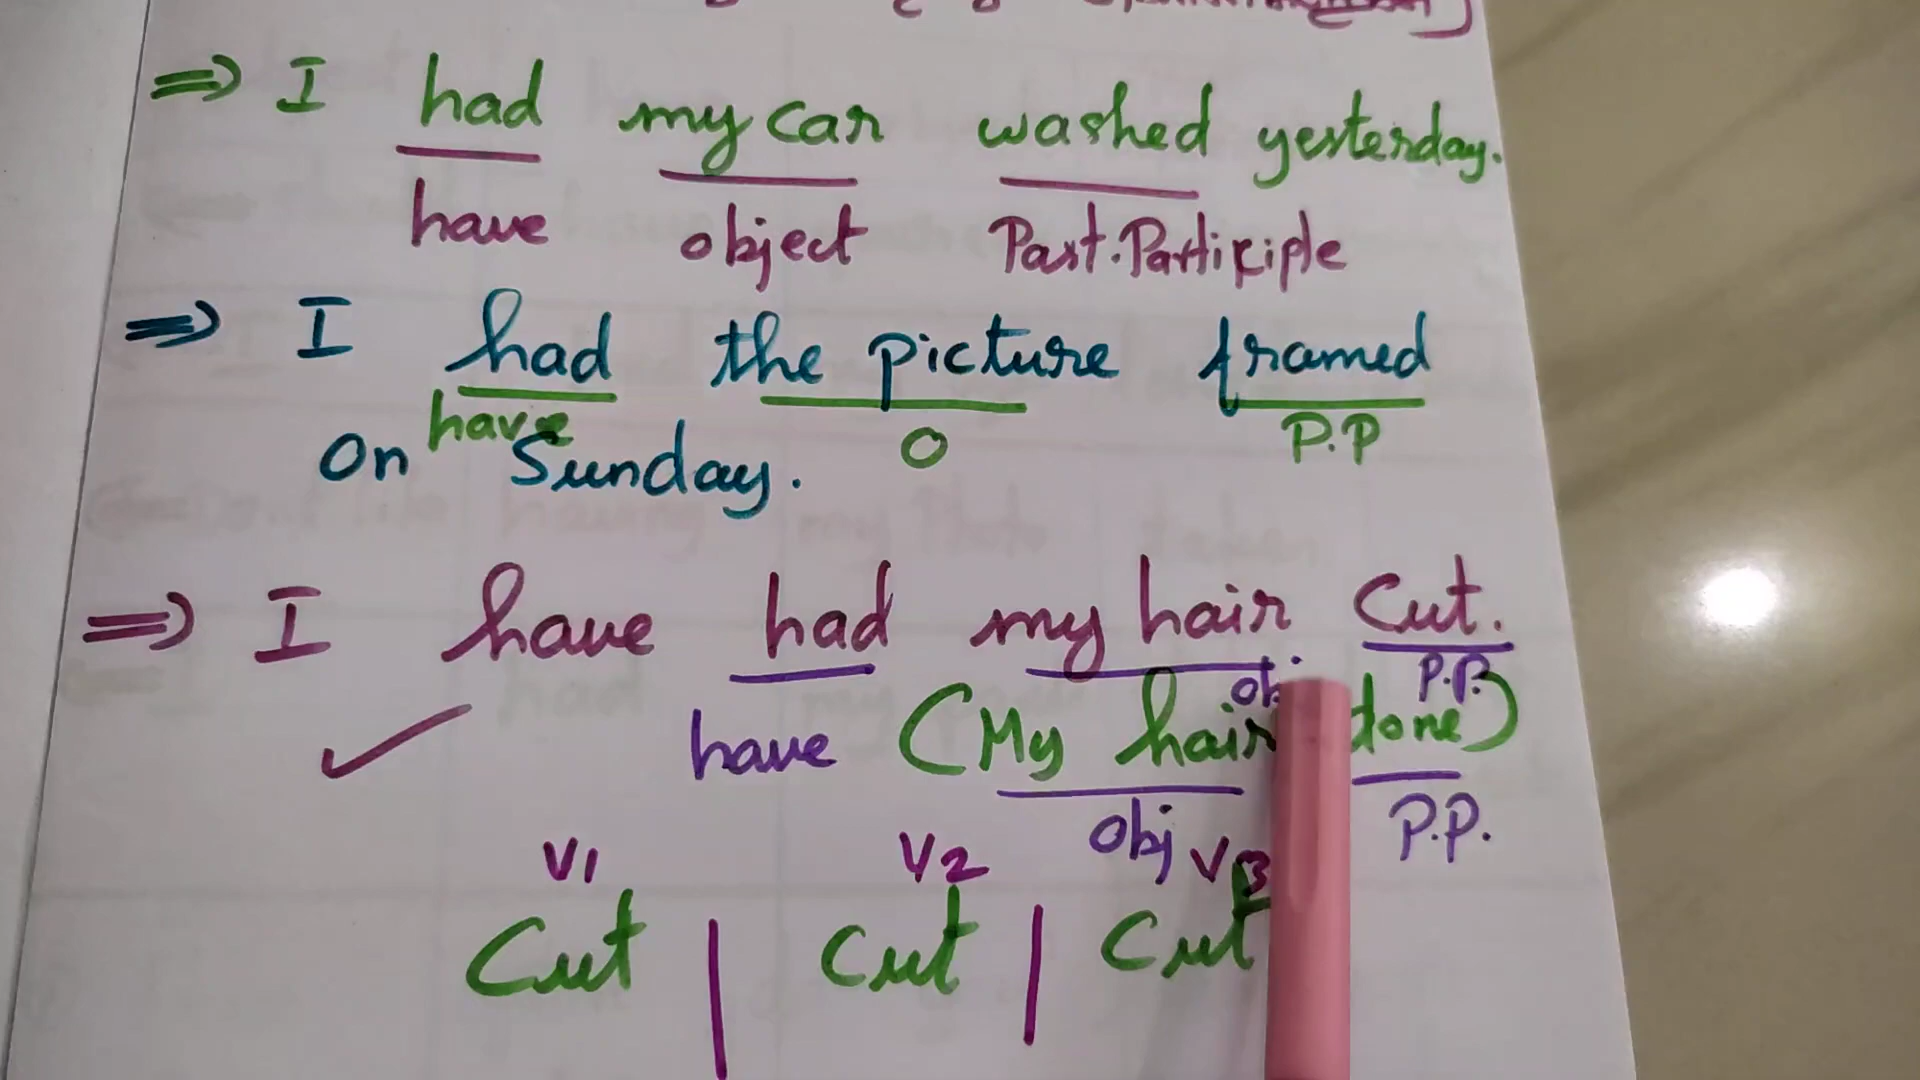 ⇒ I had my car washed yesterday.
have object Past.Participle
⇒ I had the picture framed
have O P.P
On Sunday.
⇒ I have had my hair Cut.
obj P.P.
have (My hair done)
obj P.P.
V1 V2 V3
Cut | Cut | Cut